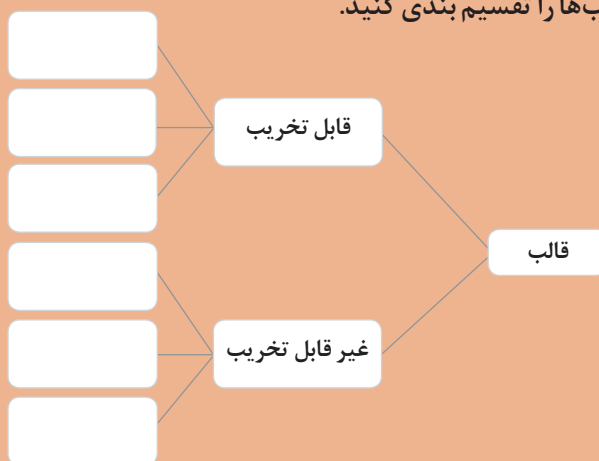 را تقسیم بندی کنید.
قابل تخریب
قالب
غیر قابل تخریب